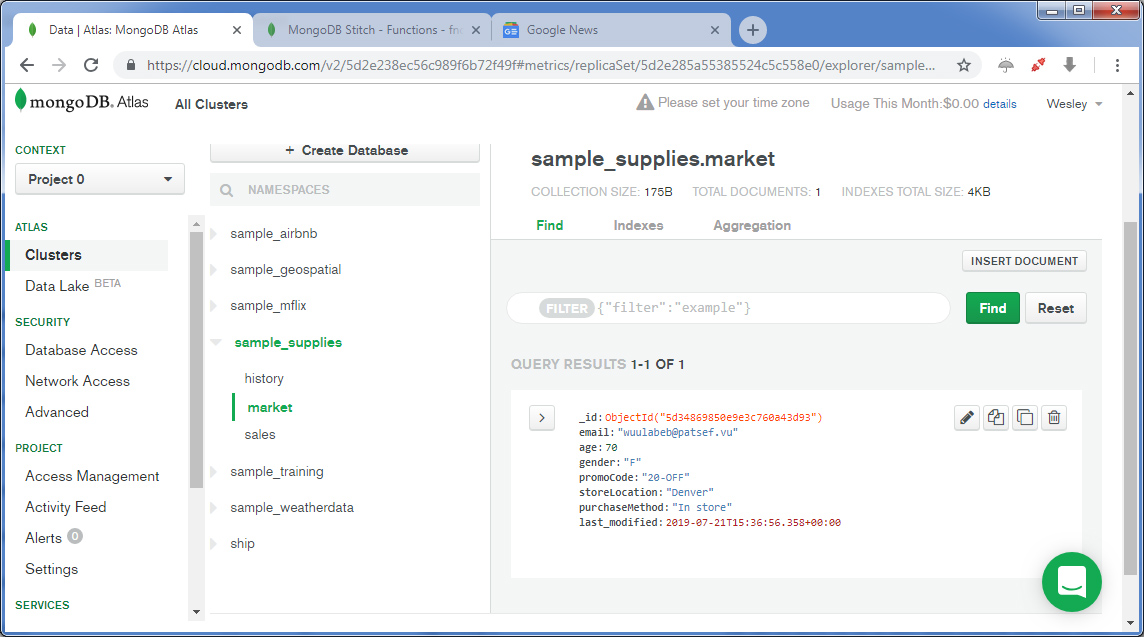 Data | Atlas: MongoDB Atlas
MongoDB Stitch - Functions - fn
Google News
https://cloud.mongodb.com/v2/5d2e238ec56c989f6b72f49f#metrics/replicaSet/5d2e285a55385524c5c558e0/explorer/sample...
mongoDB. Atlas
All Clusters
Please set your time zone
Usage This Month:$0.00 details
Wesley
CONTEXT
Project 0
ATLAS
Clusters
Data Lake BETA
SECURITY
Database Access
Network Access
Advanced
PROJECT
Access Management
Activity Feed
Alerts 0
Settings
SERVICES
+ Create Database
NAMESPACES
sample_airbnb
sample_geospatial
sample_mflix
sample_supplies
history
market
sales
sample_training
sample_weatherdata
ship
sample_supplies.market
COLLECTION SIZE: 175B TOTAL DOCUMENTS: 1 INDEXES TOTAL SIZE: 4KB
Find Indexes Aggregation
INSERT DOCUMENT
FILTER {"filter":"example"}
Find
Reset
QUERY RESULTS 1-1 OF 1
_id: ObjectId("5d34869850e9e3c760a43d93")
email: "wuulabeb@patsef.vu"
age: 70
gender: "F"
promoCode: "20-OFF"
storeLocation: "Denver"
purchaseMethod: "In store"
last_modified: 2019-07-21T15:36:56.358+00:00